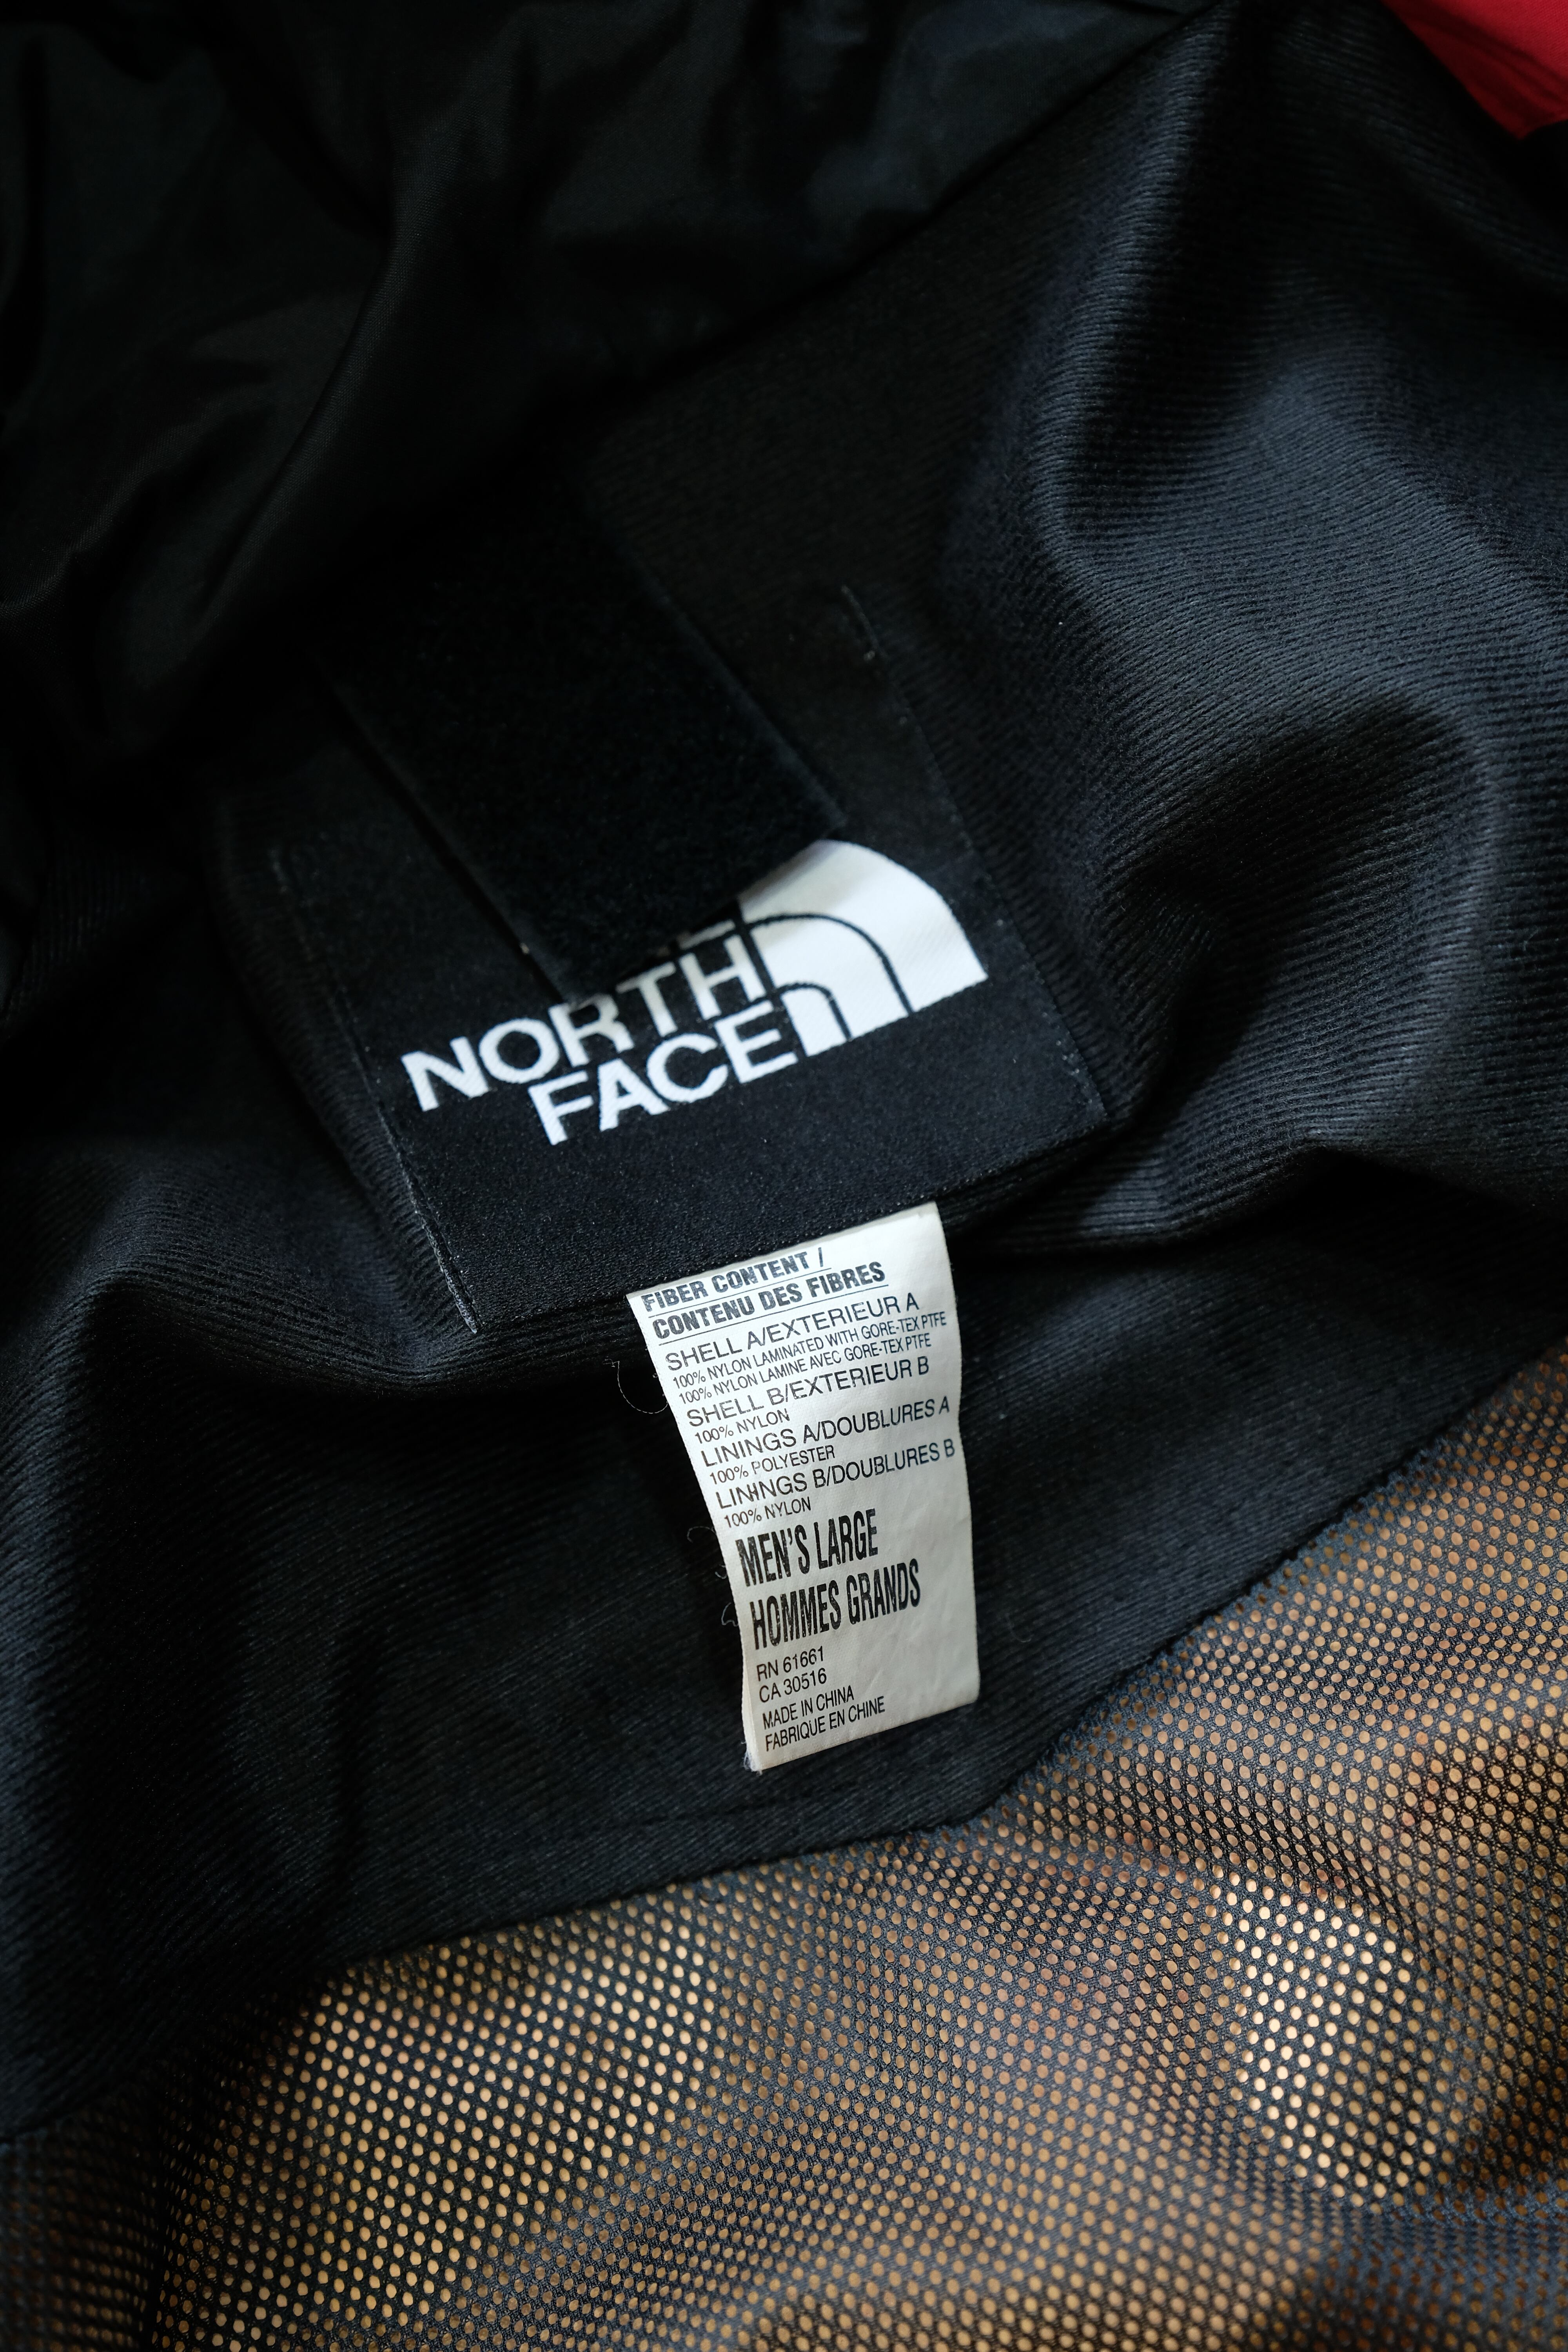 NORTH
FACE
FIBER CONTENT /
CONTENU DES FIBRES
SHELL A/EXTERIEUR A
100% NYLON LAMINATED WITH GORE-TEX PTFE
100% NYLON LAMINE AVEC GORE-TEX PTFE
SHELL B/EXTERIEUR B
100% NYLON
LININGS A/DOUBLURES A
100% POLYESTER
LININGS B/DOUBLURES B
100% NYLON
MEN'S LARGE
HOMMES GRANDS
RN 61661
CA 30516
MADE IN CHINA
FABRIQUE EN CHINE